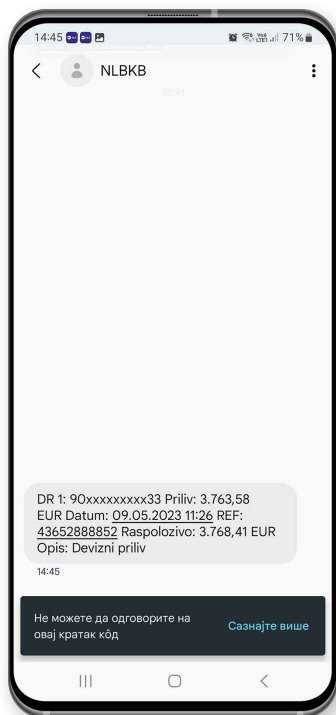 14:45 71%
NLBKB
10:41
DR 1: 90xxxxxxxxx33 Priliv: 3.763,58
EUR Datum: 09.05.2023 11:26 REF:
43652888852 Raspolozivo: 3.768,41 EUR
Opis: Devizni priliv
14:45
Не можете да одговорите на
овај кратак кôд
Сазнајте више